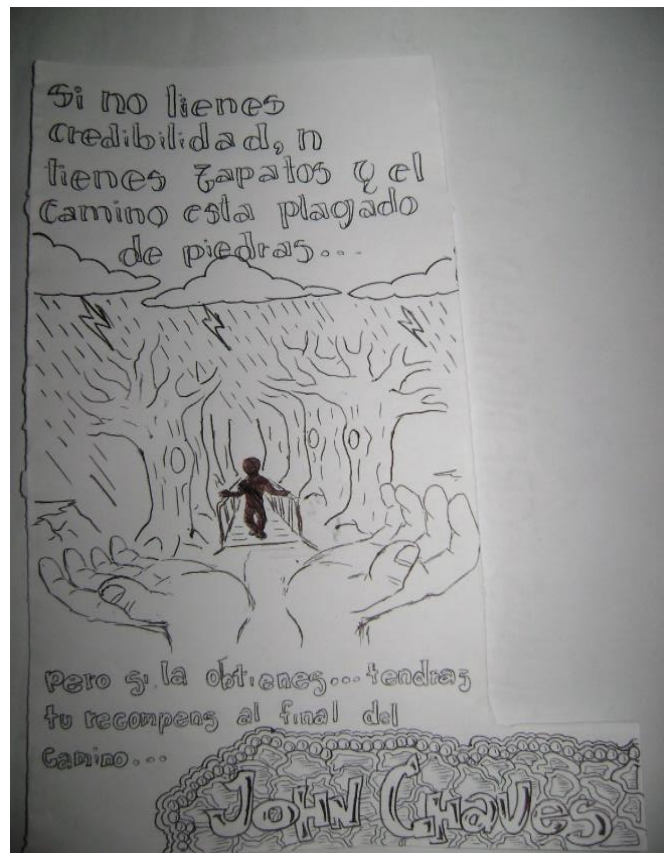 Si no tienes
credibilidad, n
tienes zapatos y el
camino esta plagado
de piedras...
Pero si la obtienes... tendras
tu recompens al final del
camino...
John Chaves